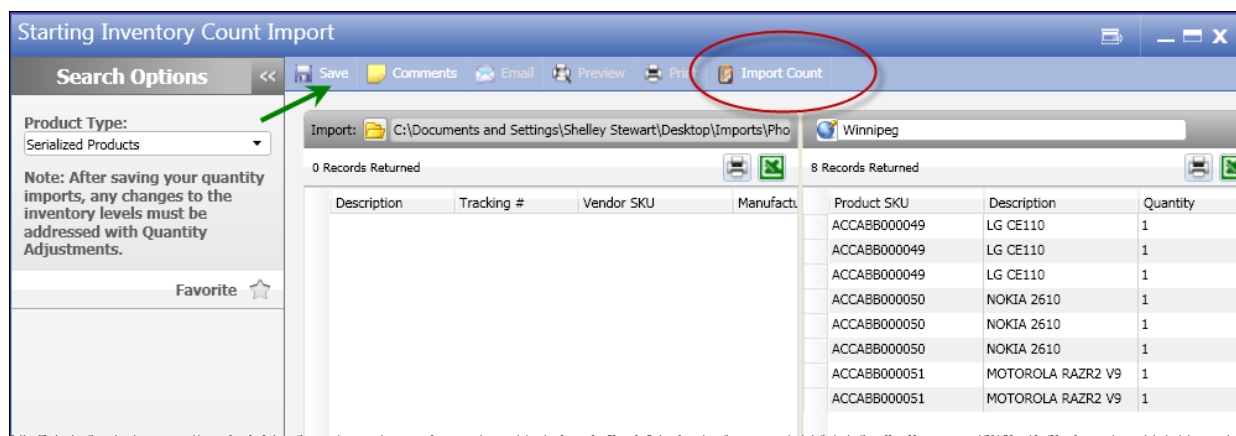 Starting Inventory Count Import
Search Options <<
Save Comments Email Preview Print Import Count
Product Type:
Serialized Products
Note: After saving your quantity
imports, any changes to the
inventory levels must be
addressed with Quantity
Adjustments.
Favorite
Import: C:\Documents and Settings\Shelley Stewart\Desktop\Imports\Pho
0 Records Returned
Description Tracking # Vendor SKU Manufactu
Winnipeg
8 Records Returned
Product SKU Description Quantity
ACCABB000049 LG CE110 1
ACCABB000049 LG CE110 1
ACCABB000049 LG CE110 1
ACCABB000050 NOKIA 2610 1
ACCABB000050 NOKIA 2610 1
ACCABB000050 NOKIA 2610 1
ACCABB000051 MOTOROLA RAZR2 V9 1
ACCABB000051 MOTOROLA RAZR2 V9 1